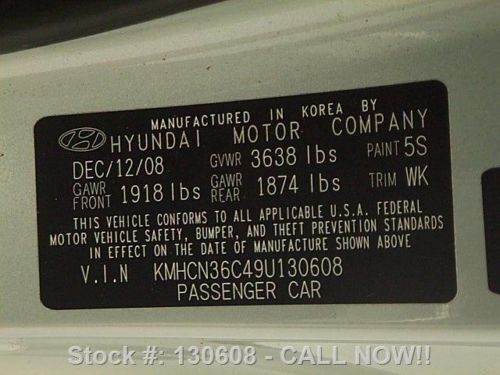 MANUFACTURED IN KOREA BY
HYUNDAI MOTOR COMPANY
DEC/12/08 GVWR 3638 lbs PAINT 5S
GAWR FRONT 1918 lbs GAWR REAR 1874 lbs TRIM WK
THIS VEHICLE CONFORMS TO ALL APPLICABLE U.S.A. FEDERAL
MOTOR VEHICLE SAFETY, BUMPER, AND THEFT PREVENTION STANDARDS
IN EFFECT ON THE DATE OF MANUFACTURE SHOWN ABOVE
V.I.N KMHCN36C49U130608
PASSENGER CAR
Stock #: 130608 - CALL NOW!!